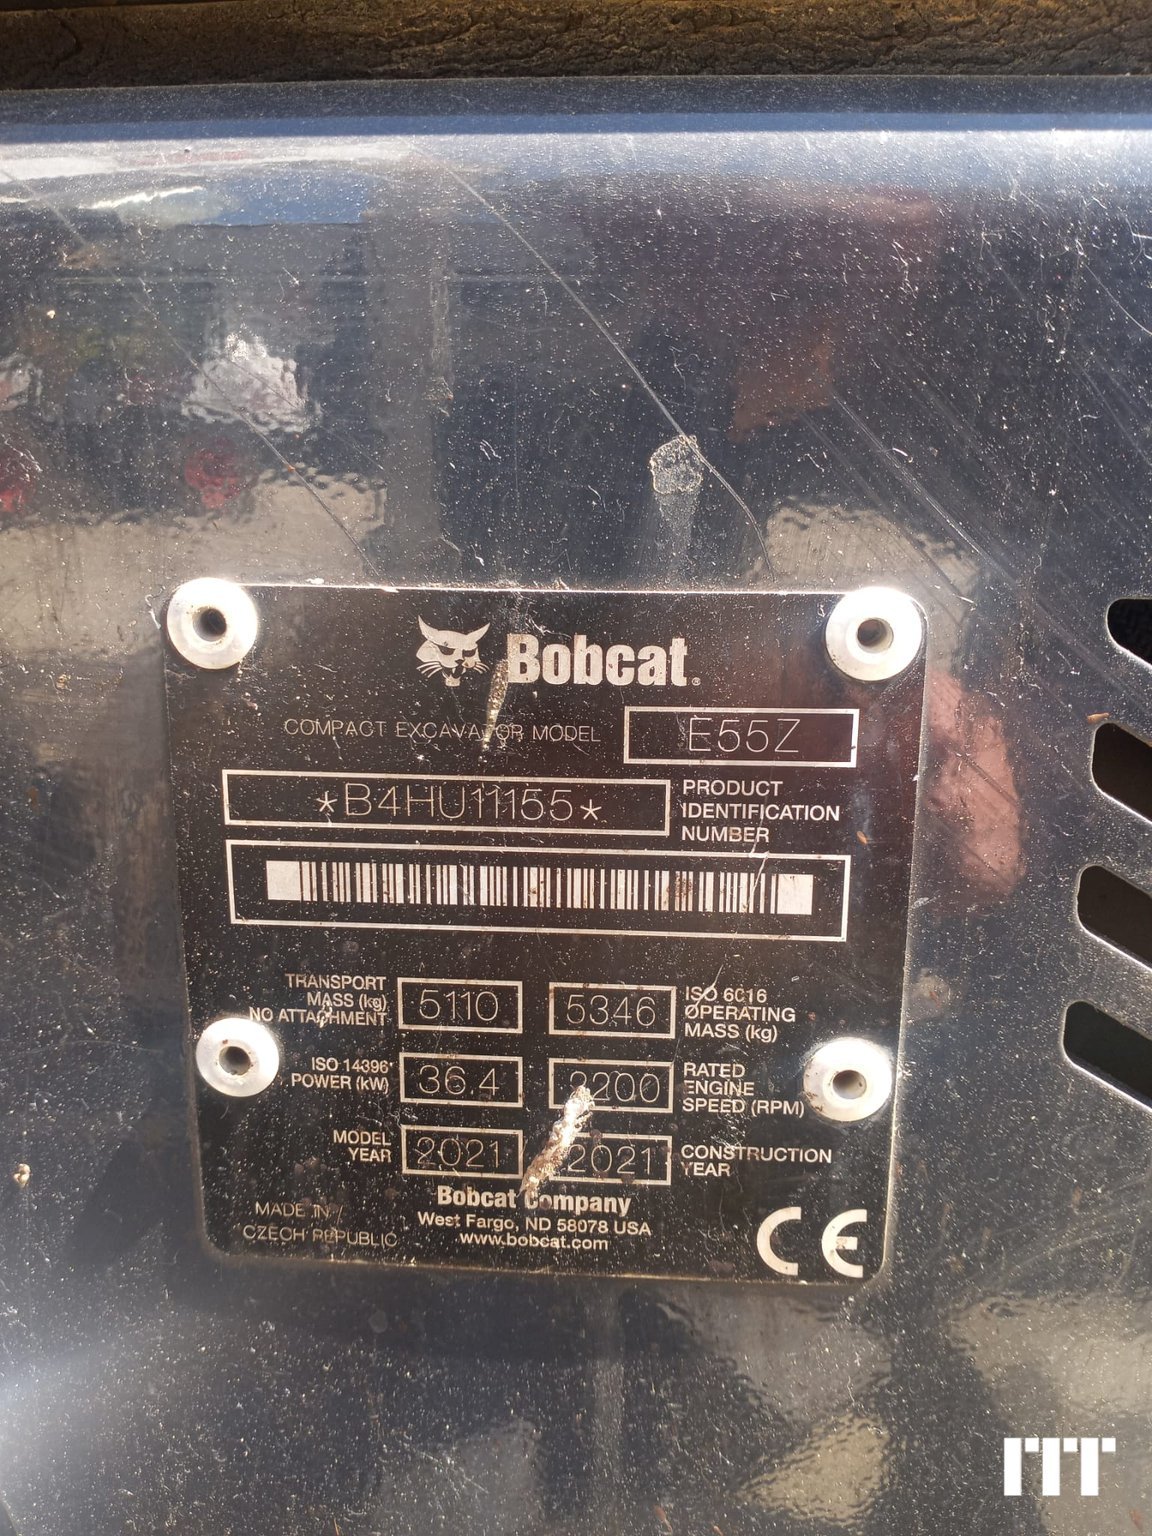 Bobcat®
COMPACT EXCAVATOR MODEL E55Z
*B4HU11155* PRODUCT
IDENTIFICATION
NUMBER
TRANSPORT
MASS (kg)
NO ATTACHMENT 5110
5346 ISO 6016
OPERATING
MASS (kg)
ISO 14396
POWER (kW) 36.4
2200 RATED
ENGINE
SPEED (RPM)
MODEL
YEAR 2021
2021 CONSTRUCTION
YEAR
MADE IN
CZECH REPUBLIC
Bobcat Company
West Fargo, ND 58078 USA
www.bobcat.com
CE